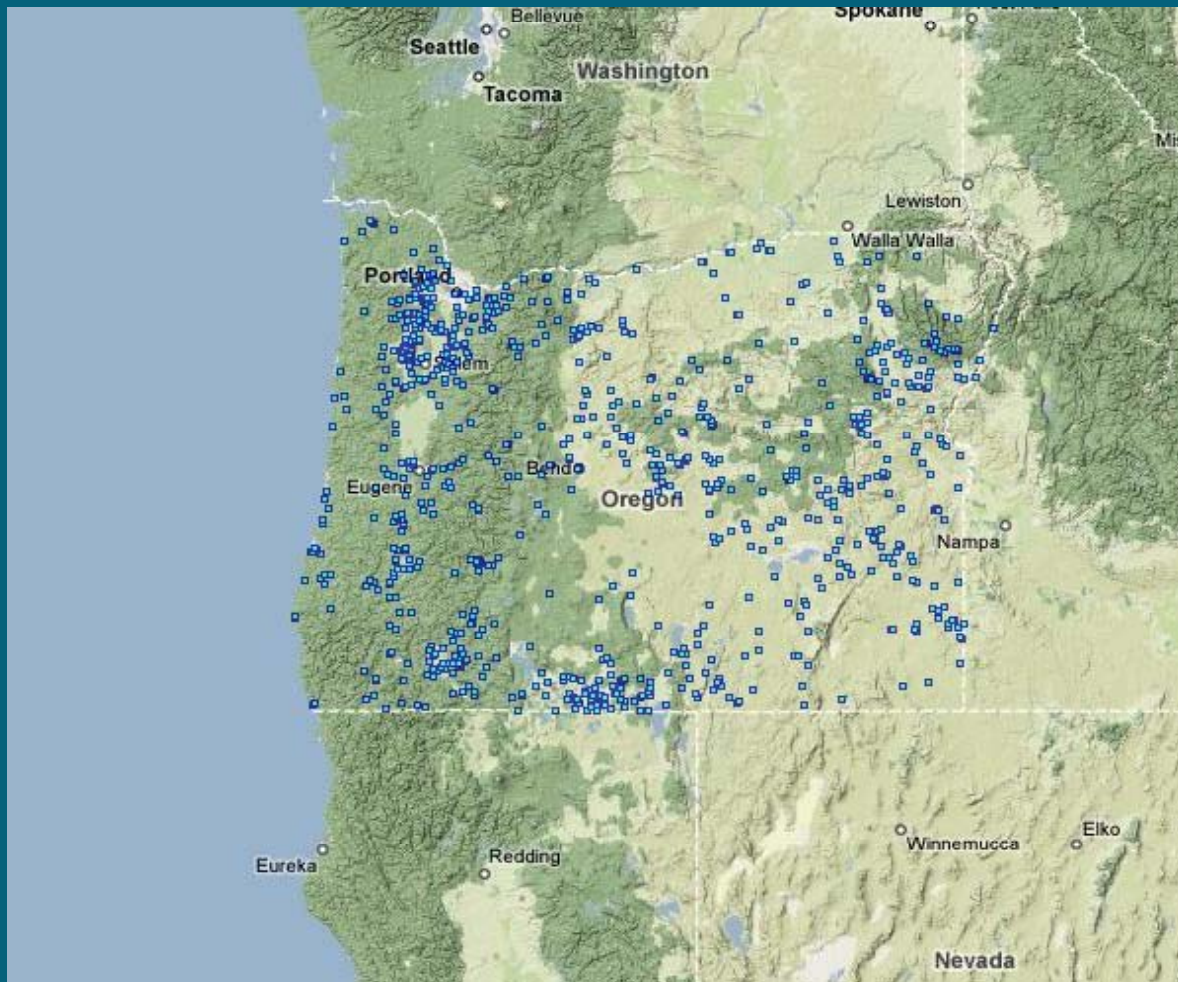 Bellevue
Spokane
Seattle
Washington
Tacoma
Lewiston
Walla Walla
Portland
Salem
Bend
Eugene
Oregon
Nampa
Winnemucca
Elko
Eureka
Redding
Nevada